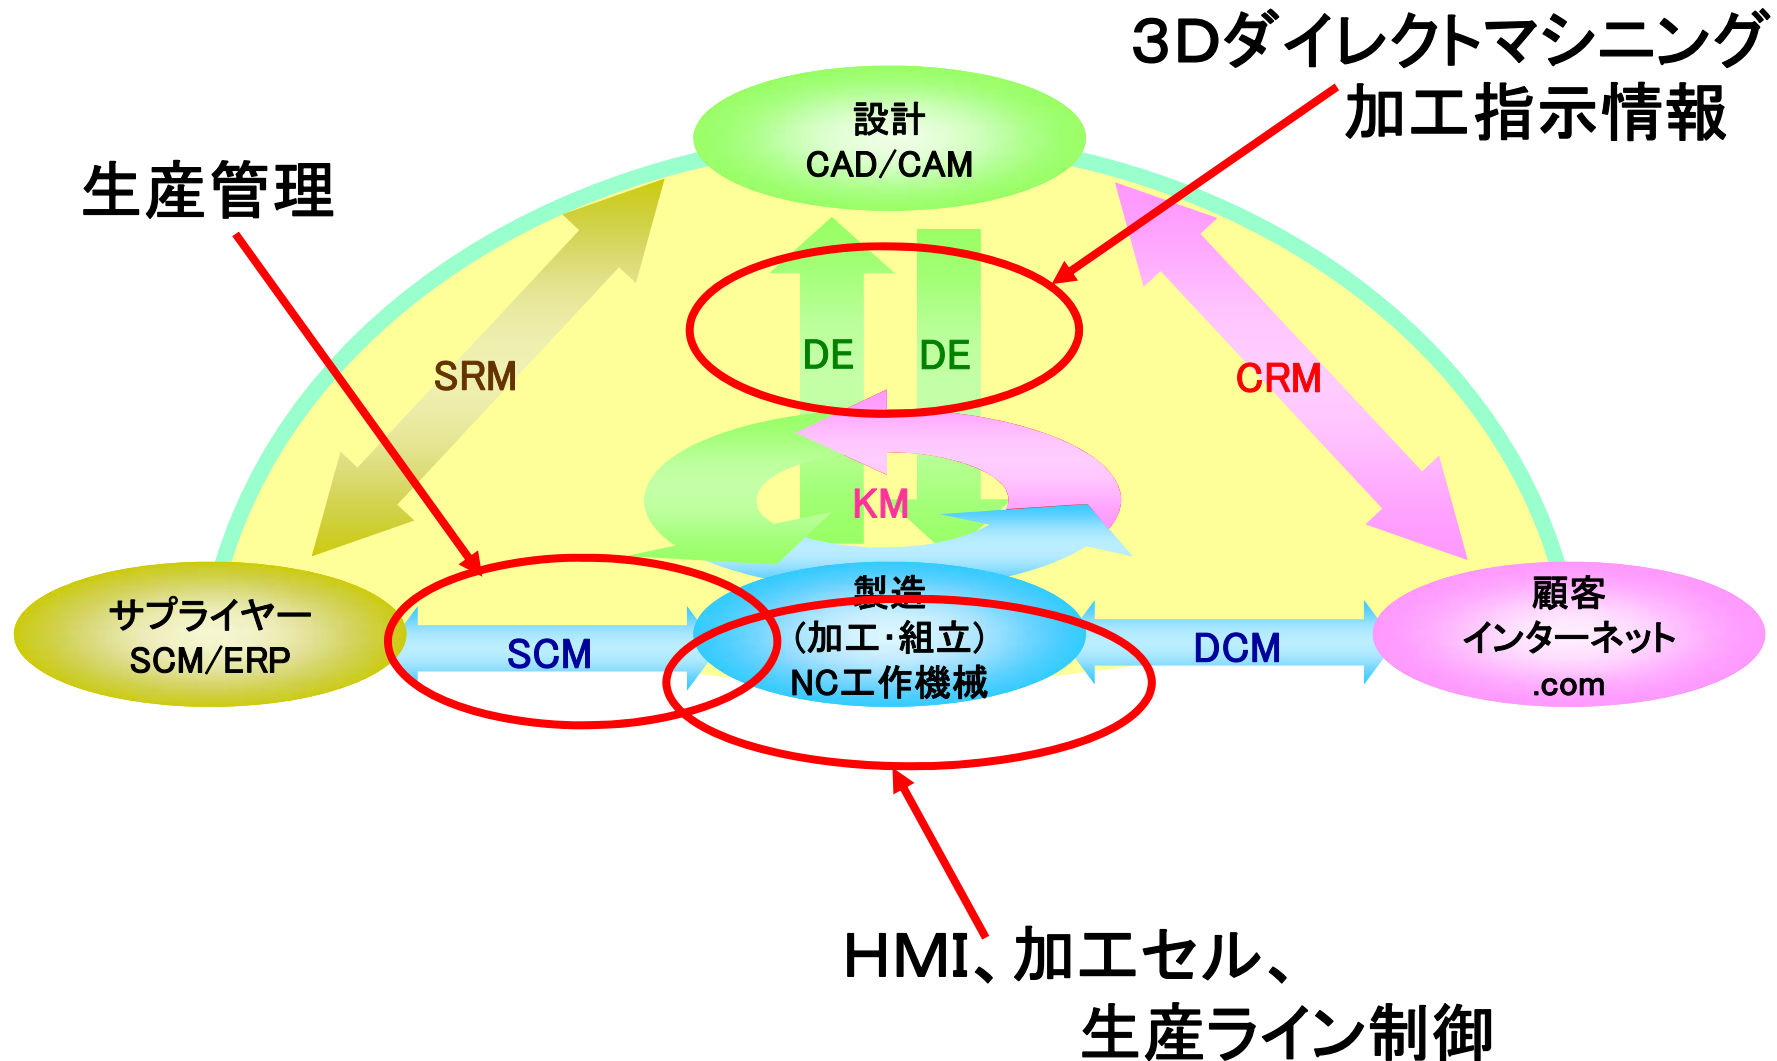 ３Ｄダイレクトマシニング
加工指示情報
設計
CAD/CAM
生産管理
SRM
DE
DE
CRM
KM
サプライヤー
SCM/ERP
SCM
製造
(加工･組立)
NC工作機械
DCM
顧客
インターネット
.com
ＨＭＩ、加工セル、
生産ライン制御